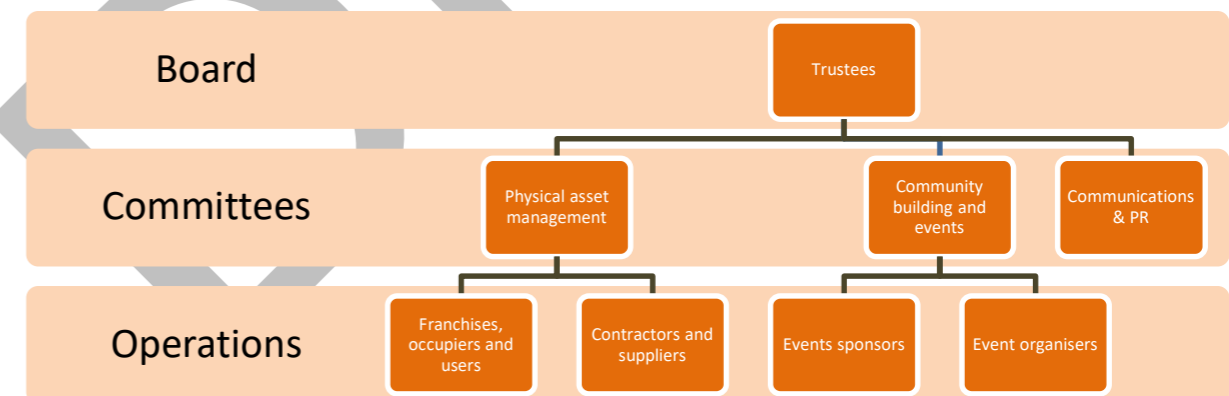 Board
Trustees
Committees
Physical asset
management
Community
building and
events
Communications
& PR
Operations
Franchises,
occupiers and
users
Contractors and
suppliers
Events sponsors
Event organisers